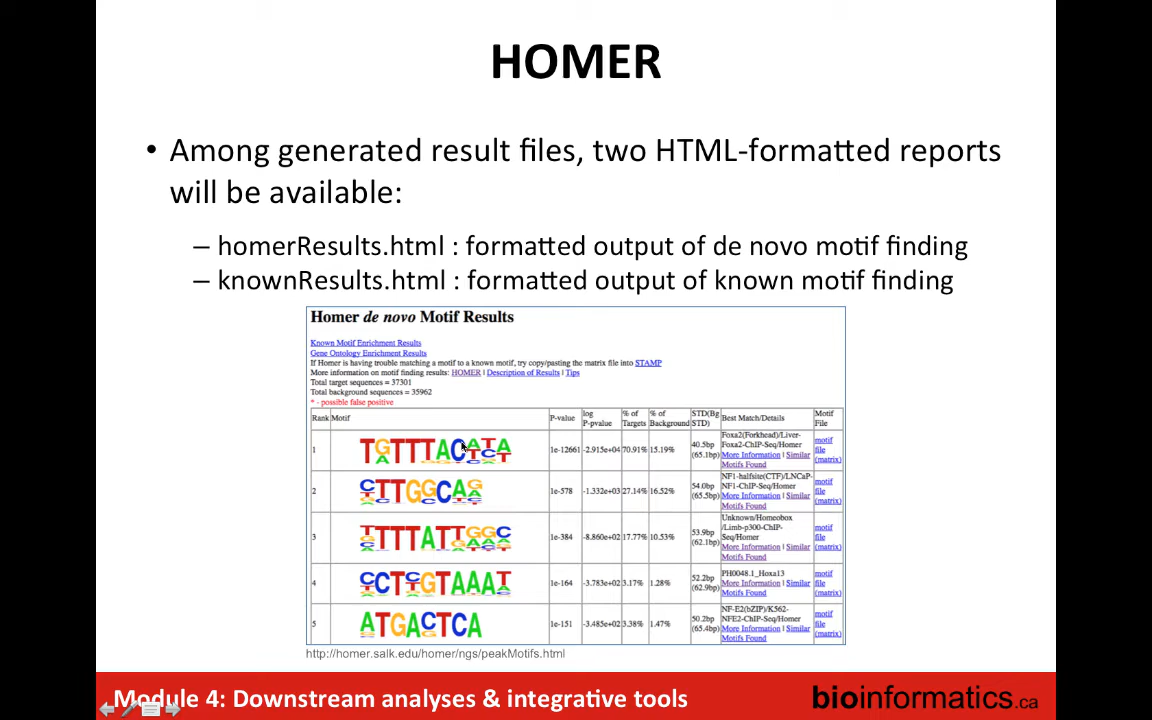 HOMER
• Among generated result files, two HTML-formatted reports
will be available:
– homerResults.html : formatted output of de novo motif finding
– knownResults.html : formatted output of known motif finding
Homer de novo Motif Results
Known Motif Enrichment Results
Gene Ontology Enrichment Results
If Homer is having trouble matching a motif to a known motif, try copy/pasting the matrix file into STAMP
More information on motif finding results: HOMER | Description of Results | Tips
Total target sequences = 37301
Total background sequences = 35962
* - possible false positive
Rank Motif P-value log P-value % of Targets % of Background STD(Bg STD) Best Match/Details Motif File
1 1e-12661 -2.915e+04 70.91% 15.19% 40.5bp (65.1bp) Foxa2(Forkhead)/Liver-Foxa2-ChIP-Seq/Homer More Information | Similar Motifs Found motif file (matrix)
2 1e-578 -1.332e+03 27.14% 16.52% 54.0bp (65.5bp) NF1-halfsite(CTF)/LNCaP-NF1-ChIP-Seq/Homer More Information | Similar Motifs Found motif file (matrix)
3 1e-384 -8.860e+02 17.77% 10.53% 53.9bp (62.1bp) Unknown/Homeobox/Limb-p300-ChIP-Seq/Homer More Information | Similar Motifs Found motif file (matrix)
4 1e-164 -3.783e+02 3.17% 1.28% 52.2bp (62.9bp) PH0048.1_Hoxa13 More Information | Similar Motifs Found motif file (matrix)
5 ATGACTCA 1e-151 -3.485e+02 3.38% 1.47% 50.2bp (65.4bp) NF-E2(bZIP)/K562-NFE2-ChIP-Seq/Homer More Information | Similar Motifs Found motif file (matrix)
http://homer.salk.edu/homer/ngs/peakMotifs.html
Module 4: Downstream analyses & integrative tools
bioinformatics.ca